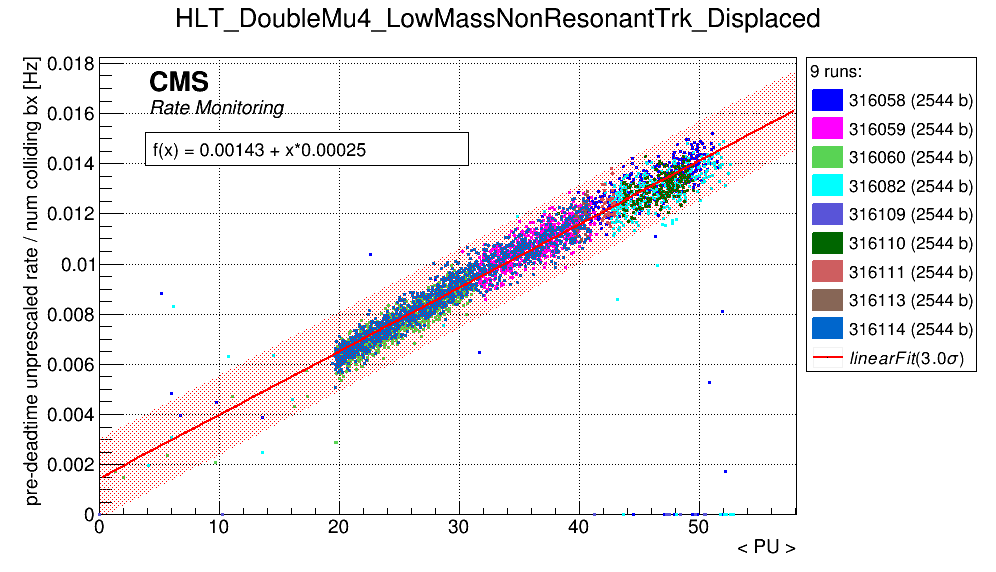 HLT_DoubleMu4_LowMassNonResonantTrk_Displaced
pre-deadtime unprescaled rate / num colliding bx [Hz]
0.018
0.016
0.014
0.012
0.01
0.008
0.006
0.004
0.002
0
CMS
Rate Monitoring
f(x) = 0.00143 + x*0.00025
0
10
20
30
40
50
< PU >
9 runs:
316058 (2544 b)
316059 (2544 b)
316060 (2544 b)
316082 (2544 b)
316109 (2544 b)
316110 (2544 b)
316111 (2544 b)
316113 (2544 b)
316114 (2544 b)
linearFit(3.0σ)